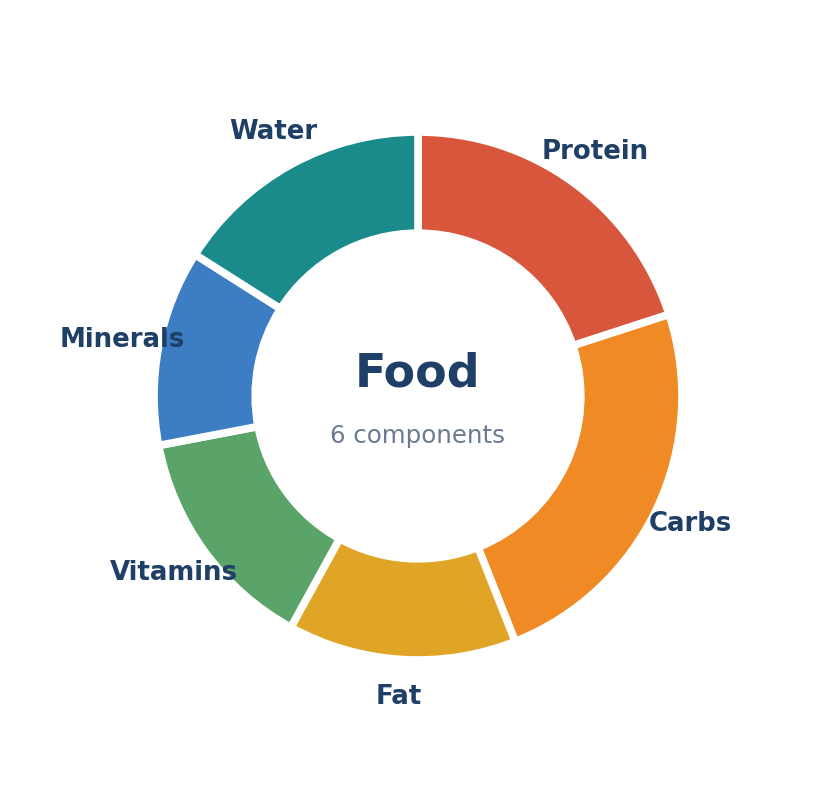 Water
Protein
Minerals
Food
6 components
Carbs
Vitamins
Fat